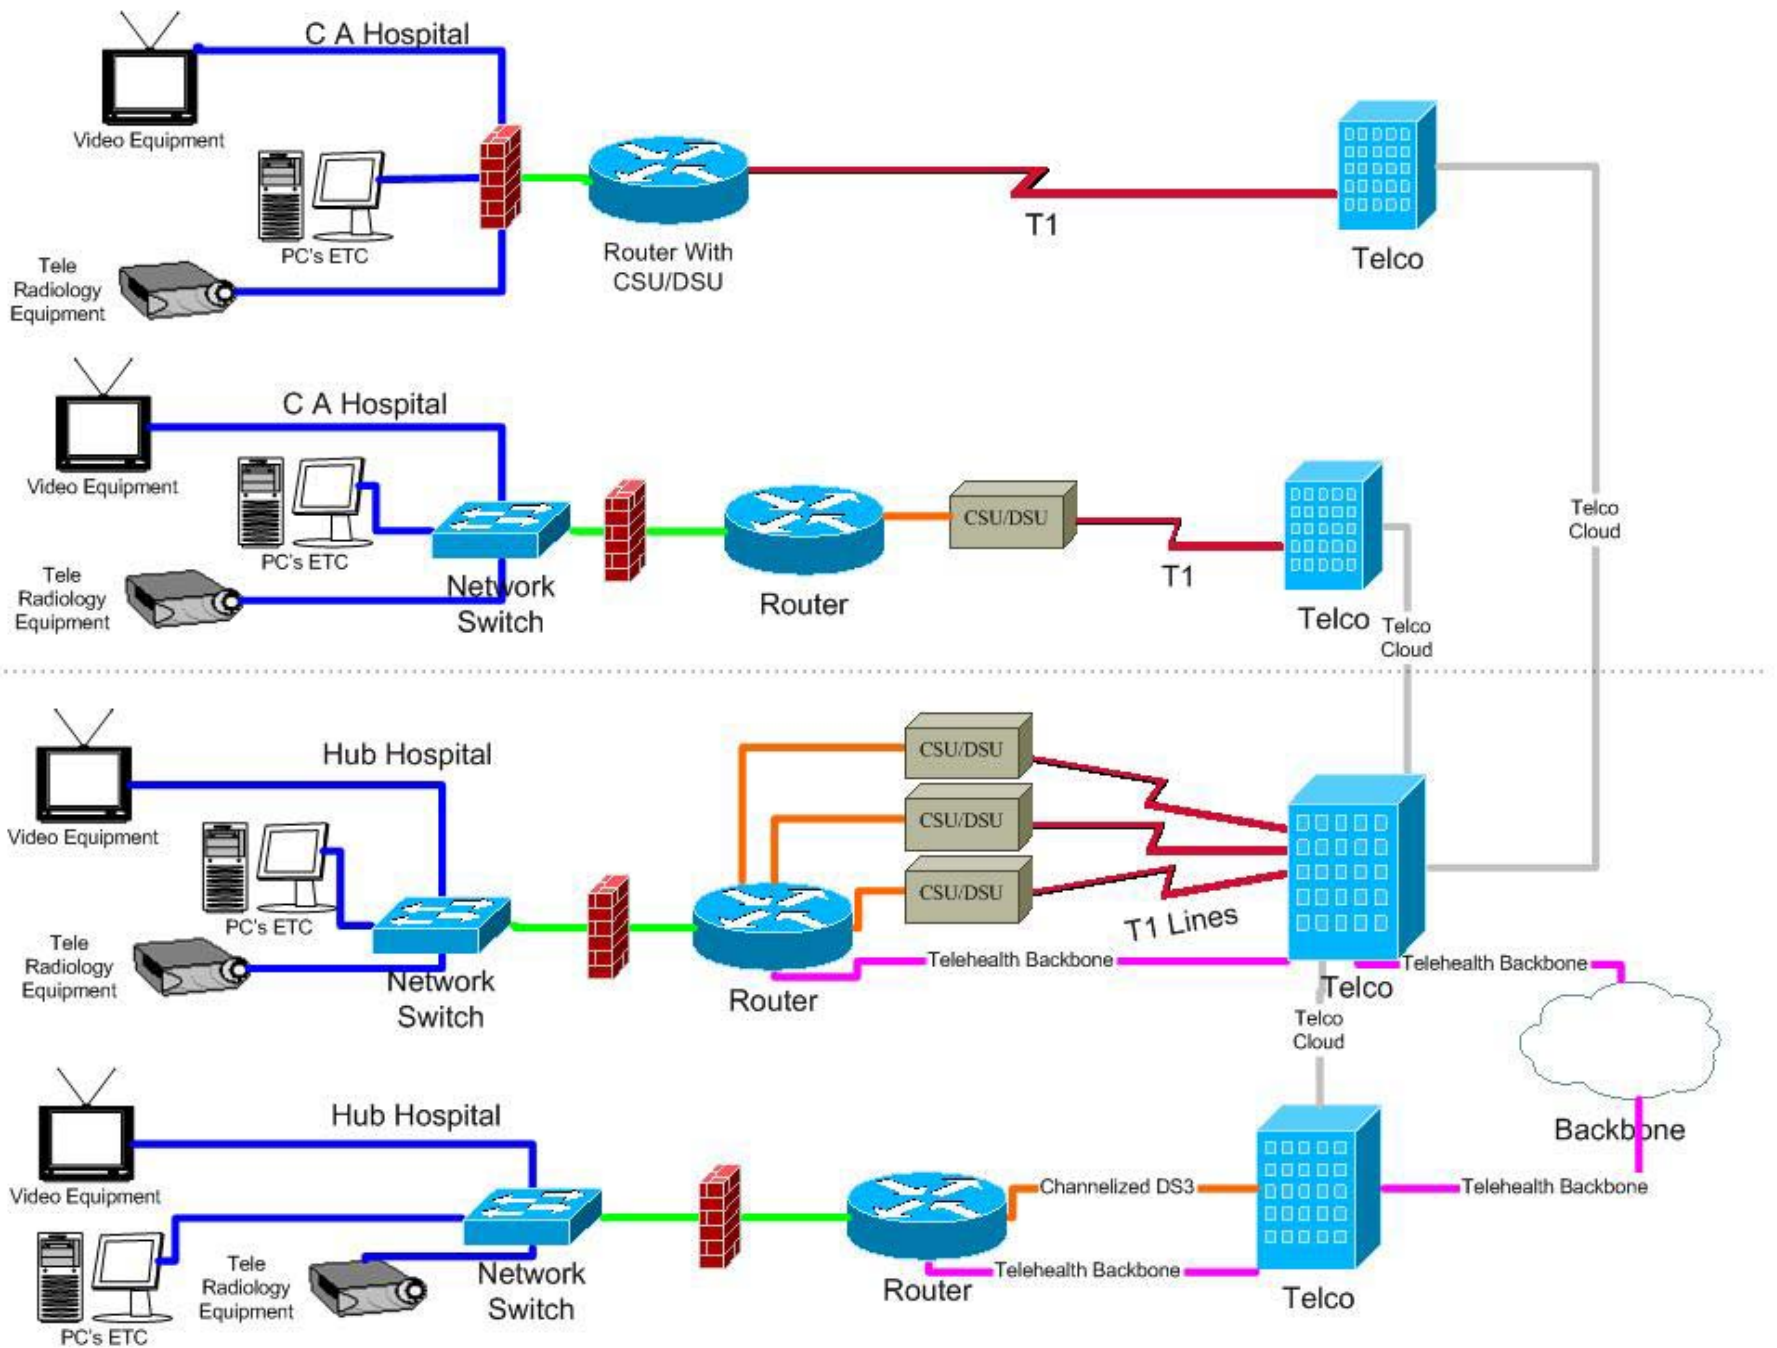 C A Hospital
Video Equipment
PC's ETC
Tele
Radiology
Equipment
Router With
CSU/DSU
T1
Telco
C A Hospital
Video Equipment
PC's ETC
Tele
Radiology
Equipment
Network
Switch
Router
CSU/DSU
T1
Telco
Telco
Cloud
Telco
Cloud
Hub Hospital
Video Equipment
PC's ETC
Tele
Radiology
Equipment
Network
Switch
Router
CSU/DSU
CSU/DSU
CSU/DSU
T1 Lines
Telehealth Backbone
Telco
Telehealth Backbone
Telco
Cloud
Backbone
Hub Hospital
Video Equipment
PC's ETC
Tele
Radiology
Equipment
Network
Switch
Router
Channelized DS3
Telehealth Backbone
Telco
Telehealth Backbone